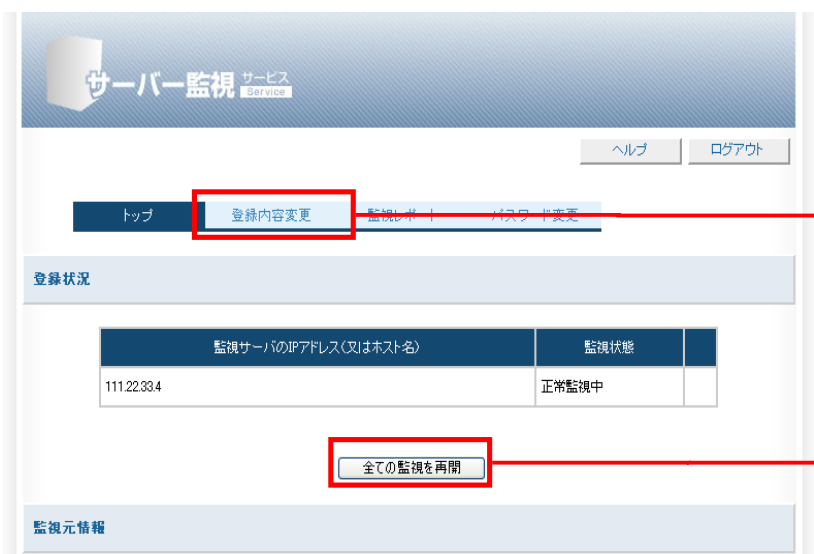 サーバー監視 サービス Service
ヘルプ ログアウト
トップ 登録内容変更 監視レポート パスワード変更
登録状況
監視サーバのIPアドレス(又はホスト名) 監視状態
111.22.33.4 正常監視中
全ての監視を再開
監視元情報